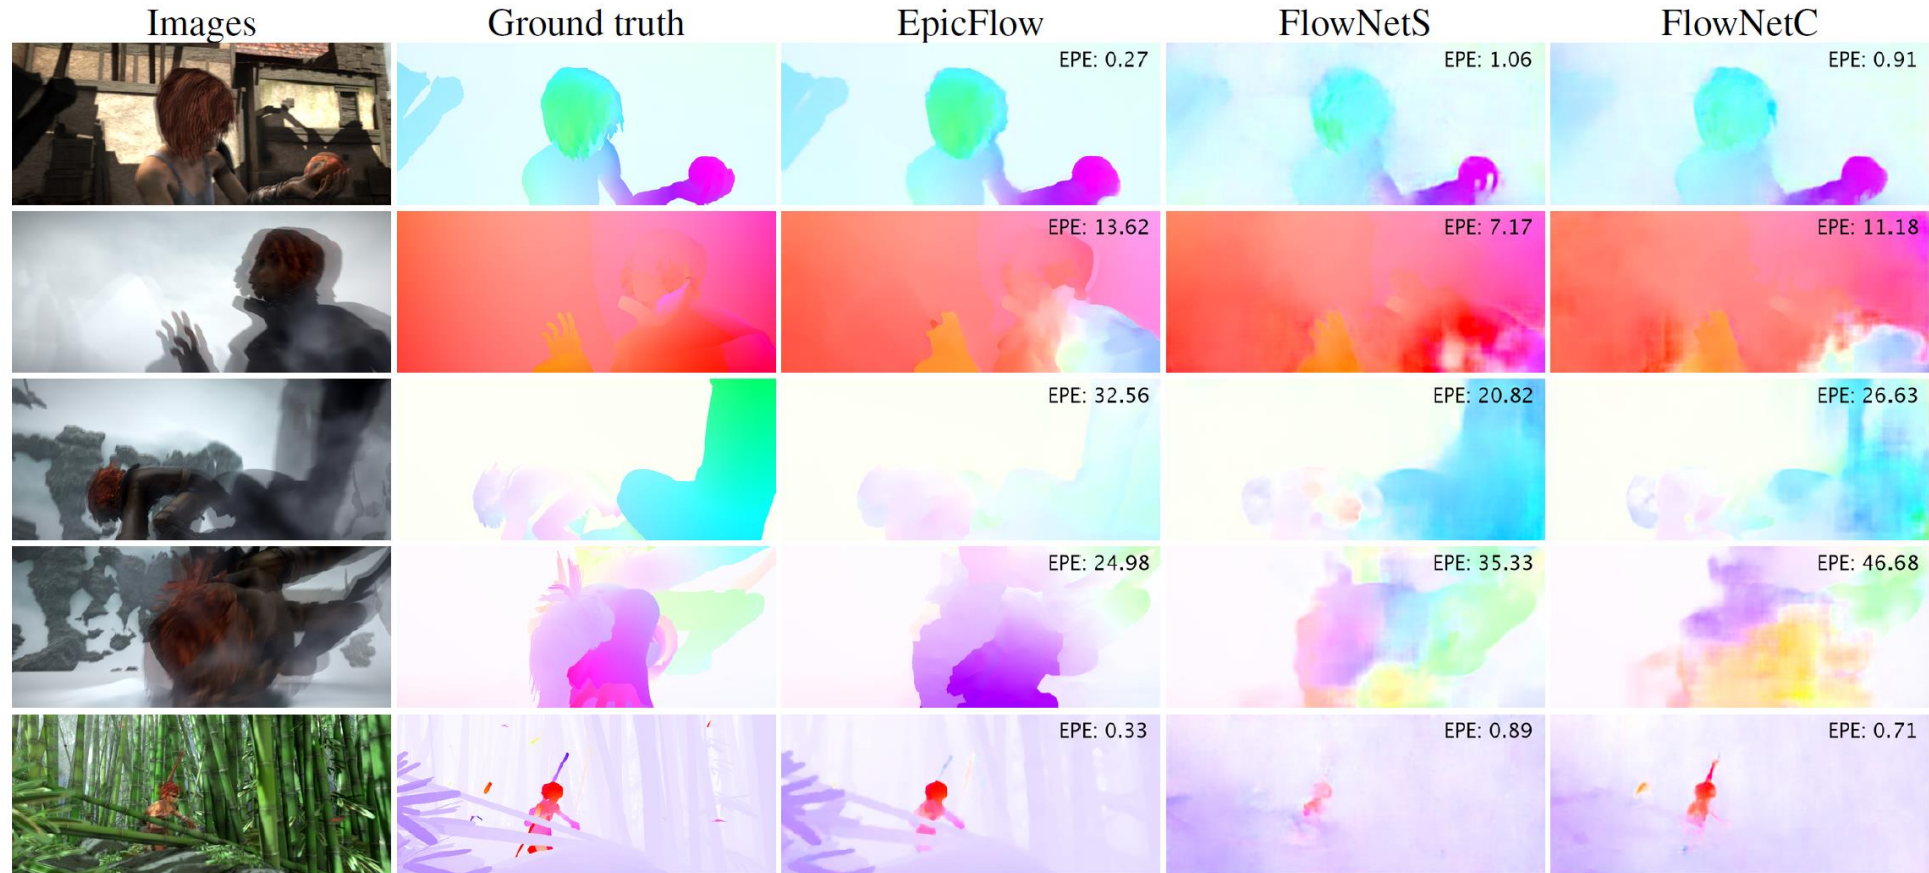 Images Ground truth EpicFlow FlowNetS FlowNetC
EPE: 0.27 EPE: 1.06 EPE: 0.91
EPE: 13.62 EPE: 7.17 EPE: 11.18
EPE: 32.56 EPE: 20.82 EPE: 26.63
EPE: 24.98 EPE: 35.33 EPE: 46.68
EPE: 0.33 EPE: 0.89 EPE: 0.71